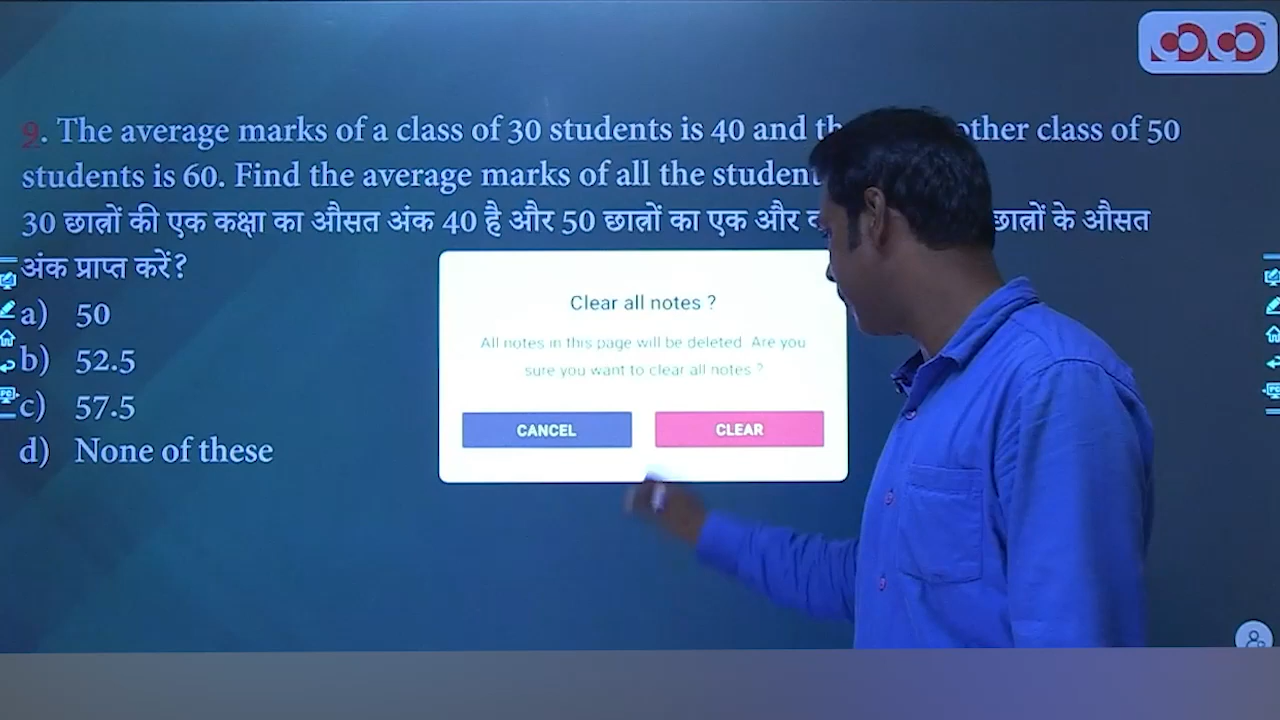 9. The average marks of a class of 30 students is 40 and other class of 50
students is 60. Find the average marks of all the
30 छात्रों की एक कक्षा का औसत अंक 40 है और 50 छात्रों का एक और छात्रों के औसत
अंक प्राप्त करें?
a) 50
b) 52.5
c) 57.5
d) None of these
Clear all notes ?
All notes in this page will be deleted. Are you
sure you want to clear all notes ?
CANCEL CLEAR